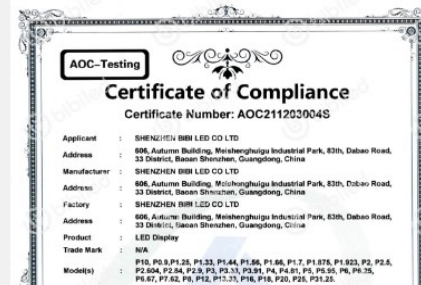 AOC-Testing
Certificate of Compliance
Certificate Number: AOC211203004S
Applicant : SHENZHEN BIBI LED CO LTD
Address : 606, Autumn Building, Meishenghuigu Industrial Park, 83th, Dabao Road,
33 District, Baoan Shenzhen, Guangdong, China
Manufacturer : SHENZHEN BIBI LED CO LTD
Address : 606, Autumn Building, Meishenghuigu Industrial Park, 83th, Dabao Road,
33 District, Baoan Shenzhen, Guangdong, China
Factory : SHENZHEN BIBI LED CO LTD
Address : 606, Autumn Building, Meishenghuigu Industrial Park, 83th, Dabao Road,
33 District, Baoan Shenzhen, Guangdong, China
Product : LED Display
Trade Mark : N/A
Model(s) : P10, P0.9,P1.25, P1.33, P1.44, P1.56, P1.66, P1.7, P1.875, P1.923, P2, P2.5,
P2.604, P2.84, P2.9, P3, P3.33, P3.91, P4, P4.81, P5, P5.95, P6, P6.25,
P6.67, P7.62, P8, P12, P13.33, P16, P18, P20, P25, P31.25.